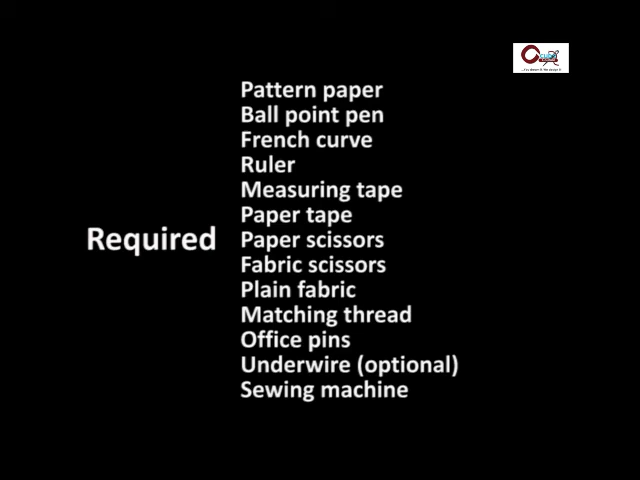 Pattern paper
Ball point pen
French curve
Ruler
Measuring tape
Paper tape
Required
Paper scissors
Fabric scissors
Plain fabric
Matching thread
Office pins
Underwire (optional)
Sewing machine